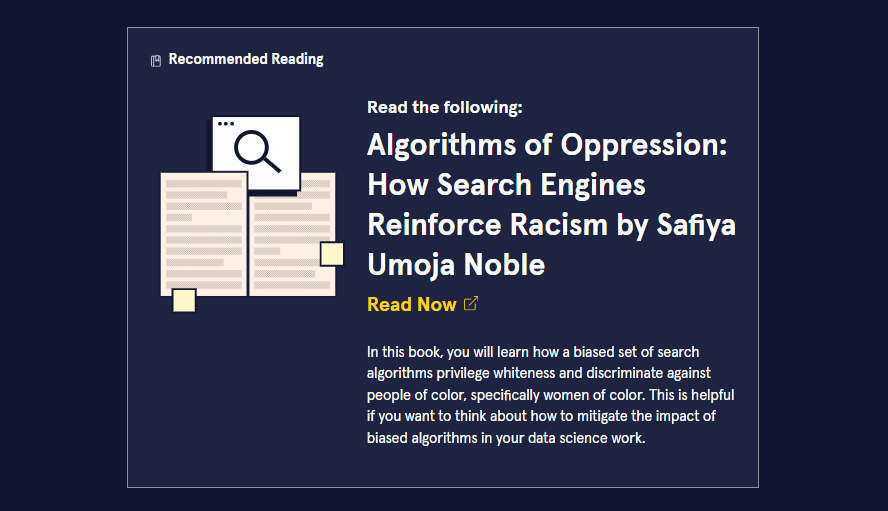 Recommended Reading
Read the following:
Algorithms of Oppression:
How Search Engines
Reinforce Racism by Safiya
Umoja Noble
Read Now
In this book, you will learn how a biased set of search
algorithms privilege whiteness and discriminate against
people of color, specifically women of color. This is helpful
if you want to think about how to mitigate the impact of
biased algorithms in your data science work.